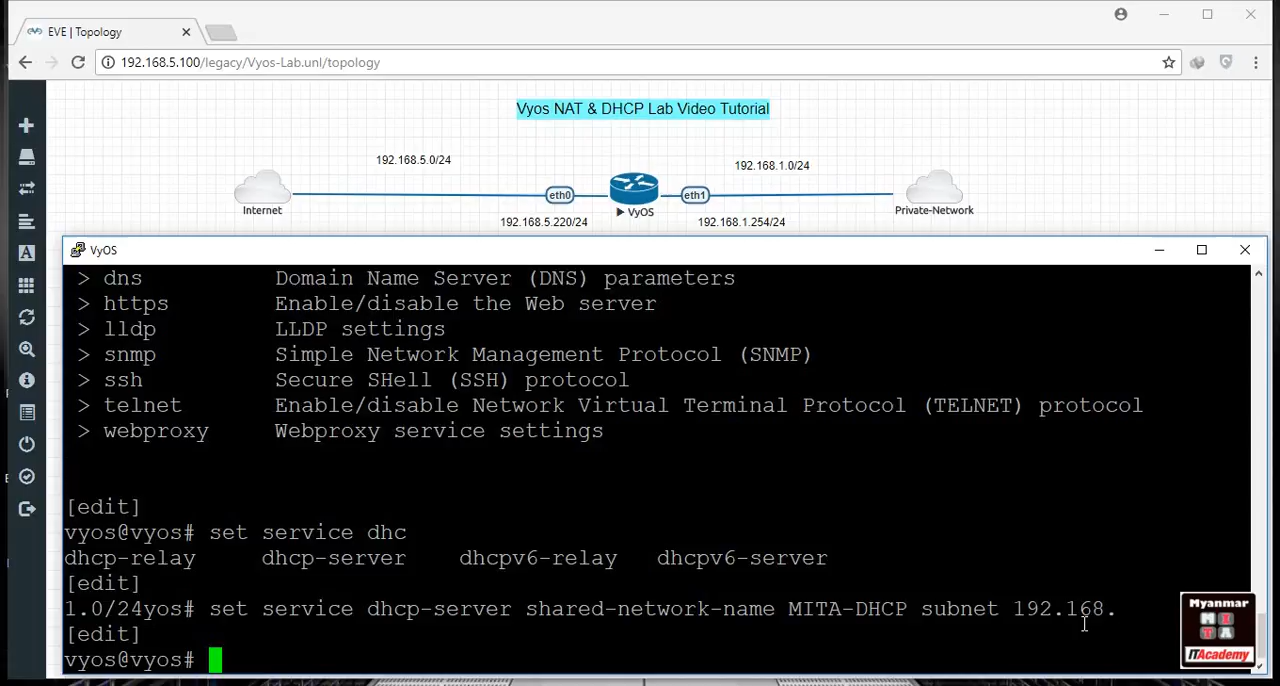 EVE | Topology
192.168.5.100/legacy/Vyos-Lab.unl/topology
Vyos NAT & DHCP Lab Video Tutorial
192.168.5.0/24
192.168.1.0/24
eth0
eth1
Internet
VyOS
Private-Network
192.168.5.220/24
192.168.1.254/24
VyOS
> dns Domain Name Server (DNS) parameters
> https Enable/disable the Web server
> lldp LLDP settings
> snmp Simple Network Management Protocol (SNMP)
> ssh Secure SHell (SSH) protocol
> telnet Enable/disable Network Virtual Terminal Protocol (TELNET) protocol
> webproxy Webproxy service settings
[edit]
vyos@vyos# set service dhc
dhcp-relay dhcp-server dhcpv6-relay dhcpv6-server
[edit]
1.0/24yos# set service dhcp-server shared-network-name MITA-DHCP subnet 192.168.
[edit]
vyos@vyos#
Myanmar
M I
T A
ITAcademy